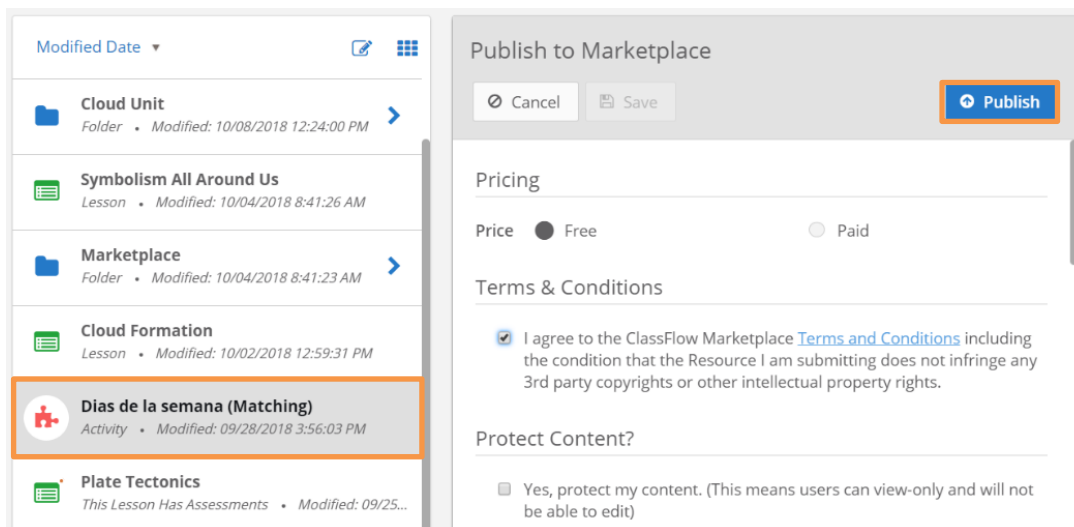 Modified Date
Cloud Unit
Folder • Modified: 10/08/2018 12:24:00 PM
Symbolism All Around Us
Lesson • Modified: 10/04/2018 8:41:26 AM
Marketplace
Folder • Modified: 10/04/2018 8:41:23 AM
Cloud Formation
Lesson • Modified: 10/02/2018 12:59:31 PM
Dias de la semana (Matching)
Activity • Modified: 09/28/2018 3:56:03 PM
Plate Tectonics
This Lesson Has Assessments • Modified: 09/25...
Publish to Marketplace
Cancel Save Publish
Pricing
Price Free Paid
Terms & Conditions
I agree to the ClassFlow Marketplace Terms and Conditions including
the condition that the Resource I am submitting does not infringe any
3rd party copyrights or other intellectual property rights.
Protect Content?
Yes, protect my content. (This means users can view-only and will not
be able to edit)